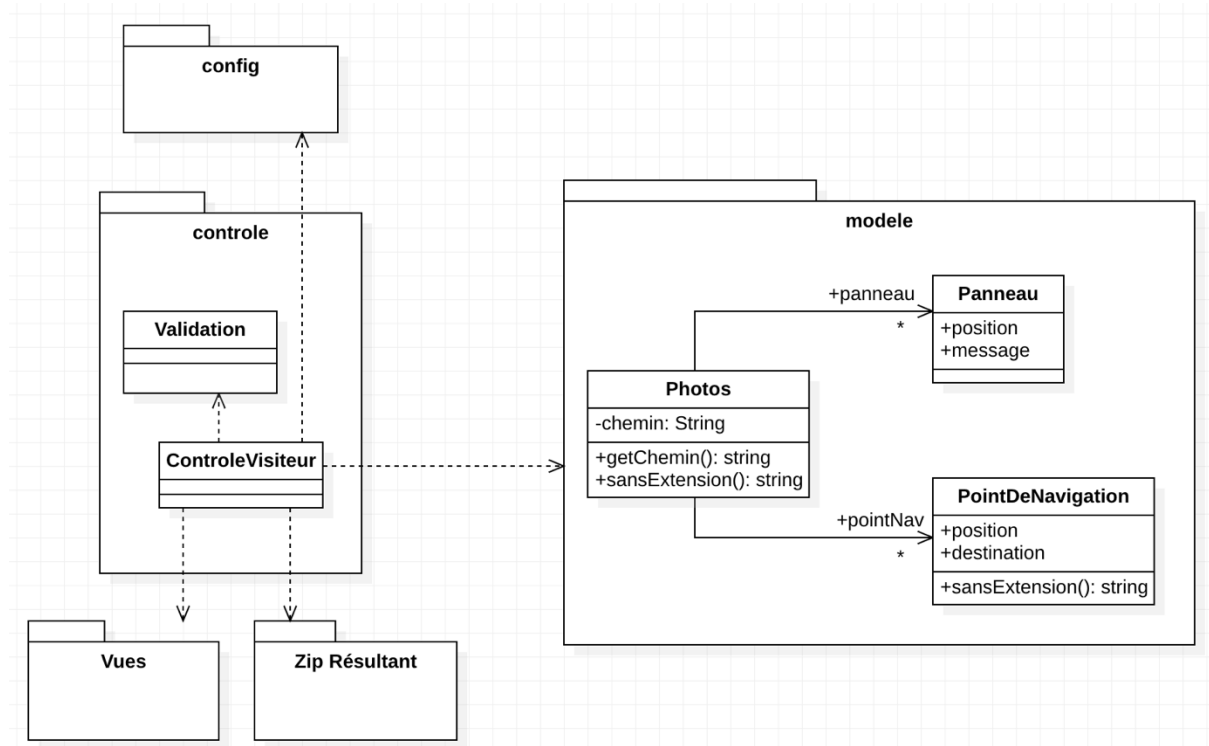 config
controle
Validation
ControleVisiteur
Vues
Zip Résultant
modele
+panneau
*
Panneau
+position
+message
Photos
-chemin: String
+getChemin(): string
+sansExtension(): string
+pointNav
*
PointDeNavigation
+position
+destination
+sansExtension(): string